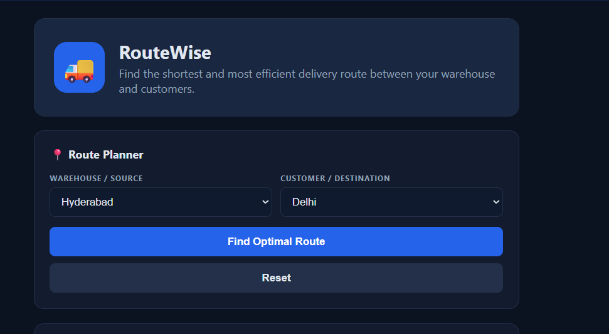 RouteWise
Find the shortest and most efficient delivery route between your warehouse
and customers.
Route Planner
WAREHOUSE / SOURCE
CUSTOMER / DESTINATION
Hyderabad
Delhi
Find Optimal Route
Reset